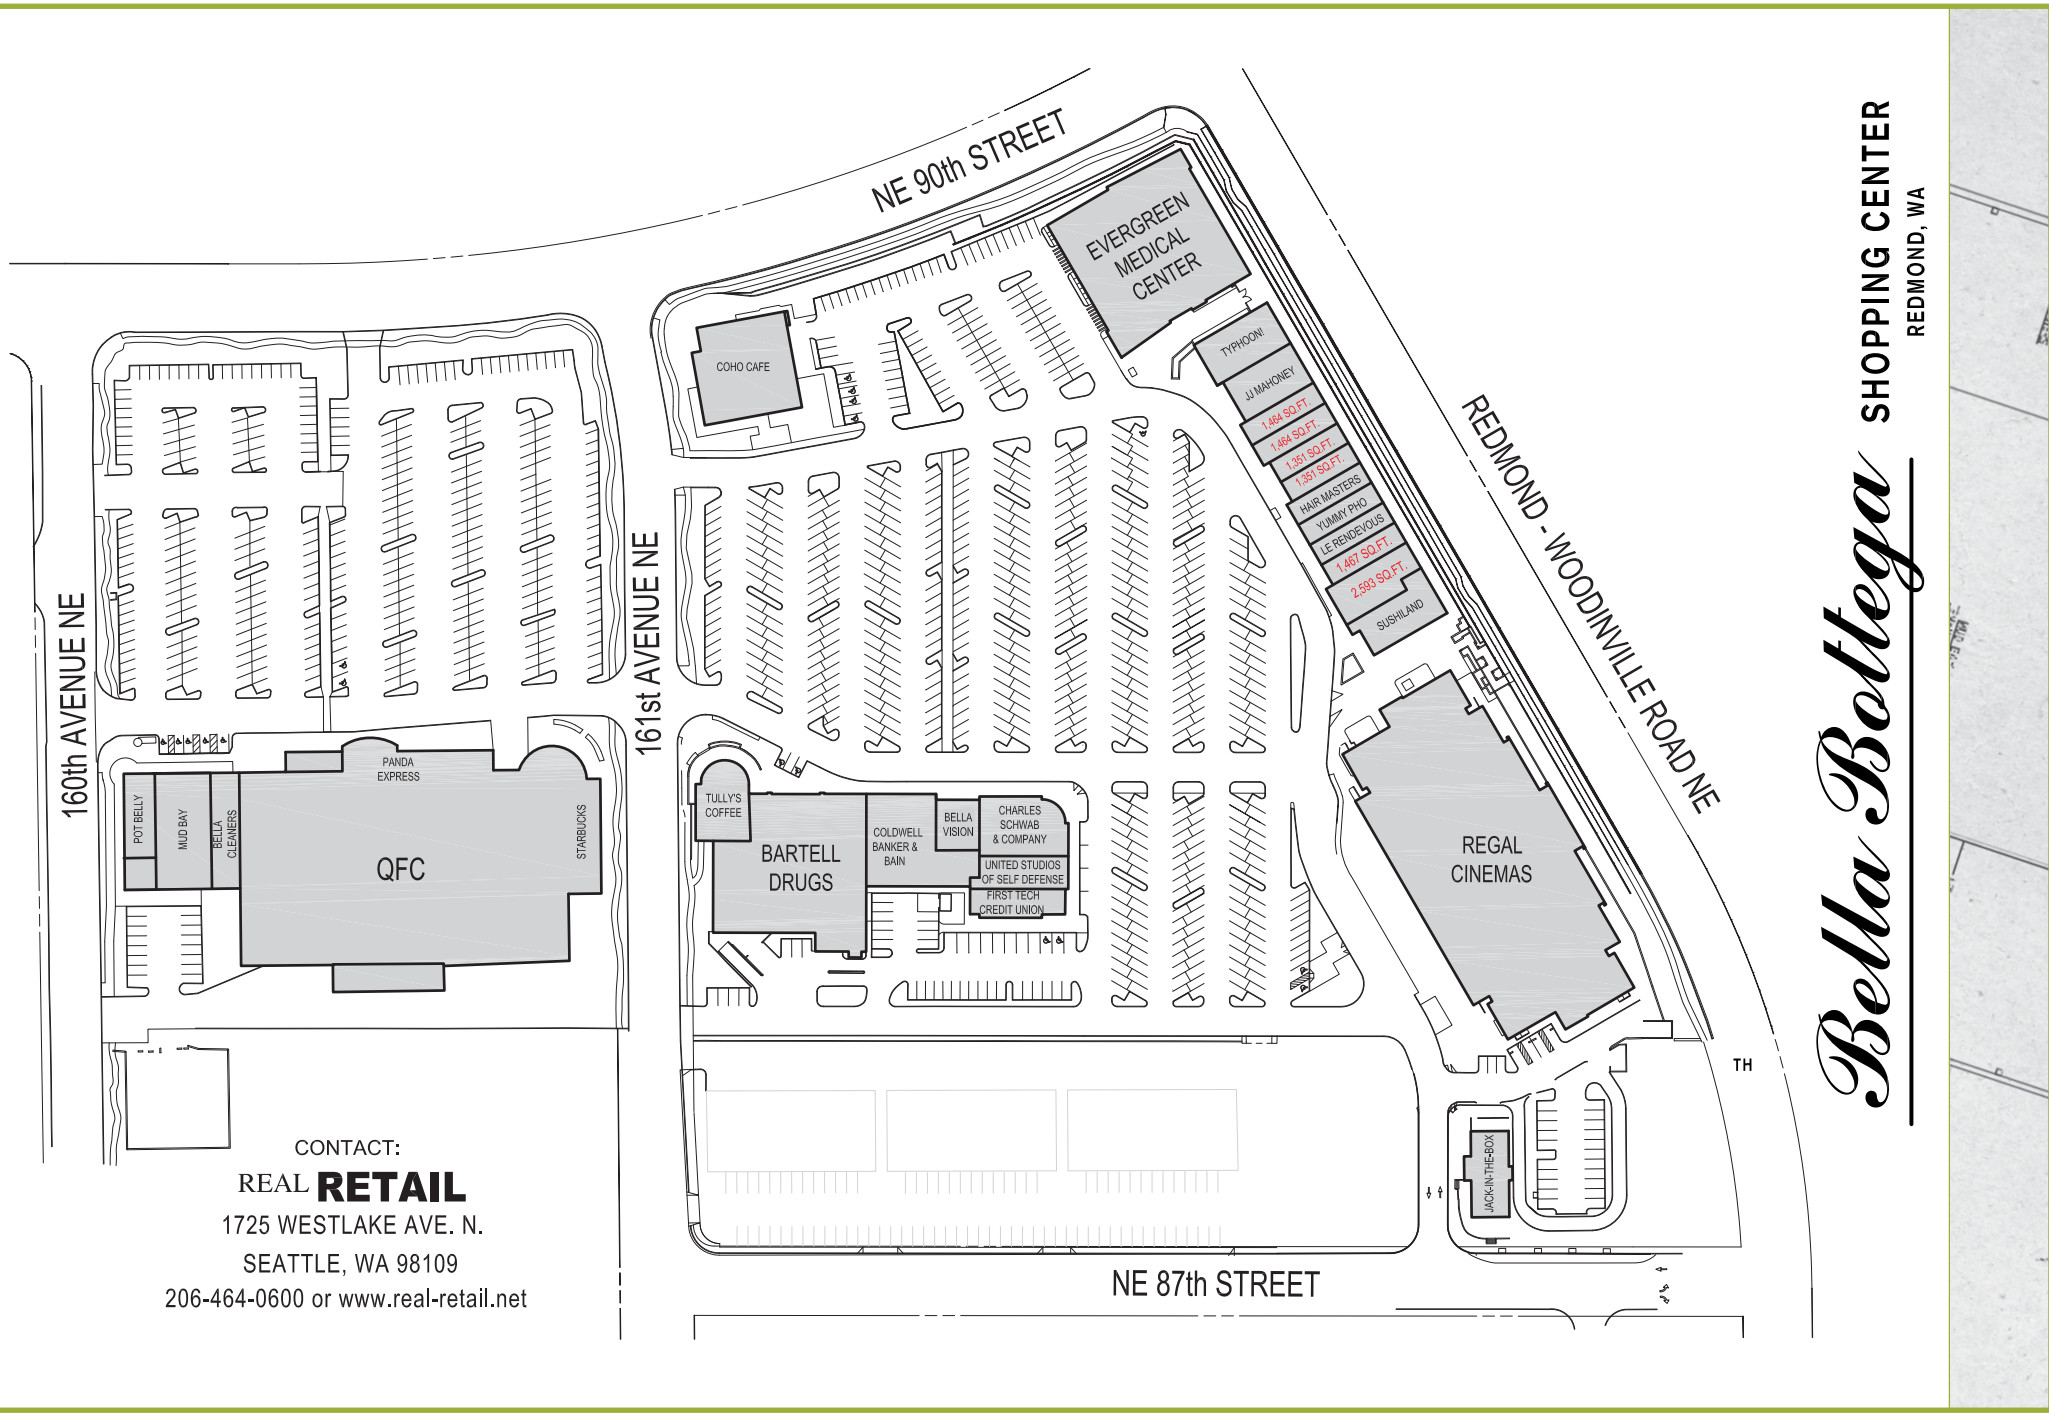 NE 90th STREET
EVERGREEN
MEDICAL
CENTER
COHO CAFE
TYPHOON!
JJ MAHONEY
1,464 SQ.FT.
1,464 SQ.FT.
1,351 SQ.FT.
1,351 SQ.FT.
HAIR MASTERS
YUMMY PHO
LE RENDEVOUS
1,467 SQ.FT.
2,593 SQ.FT.
SUSHILAND
REDMOND - WOODINVILLE ROAD NE
160th AVENUE NE
161st AVENUE NE
POT BELLY
MUD BAY
BELLA
CLEANERS
PANDA
EXPRESS
QFC
STARBUCKS
TULLY'S
COFFEE
BARTELL
DRUGS
COLDWELL
BANKER &
BAIN
BELLA
VISION
CHARLES
SCHWAB
& COMPANY
UNITED STUDIOS
OF SELF DEFENSE
FIRST TECH
CREDIT UNION
REGAL
CINEMAS
TH
JACK-IN-THE-BOX
NE 87th STREET
CONTACT:
REAL RETAIL
1725 WESTLAKE AVE. N.
SEATTLE, WA 98109
206-464-0600 or www.real-retail.net
Bella Bottega SHOPPING CENTER
REDMOND, WA